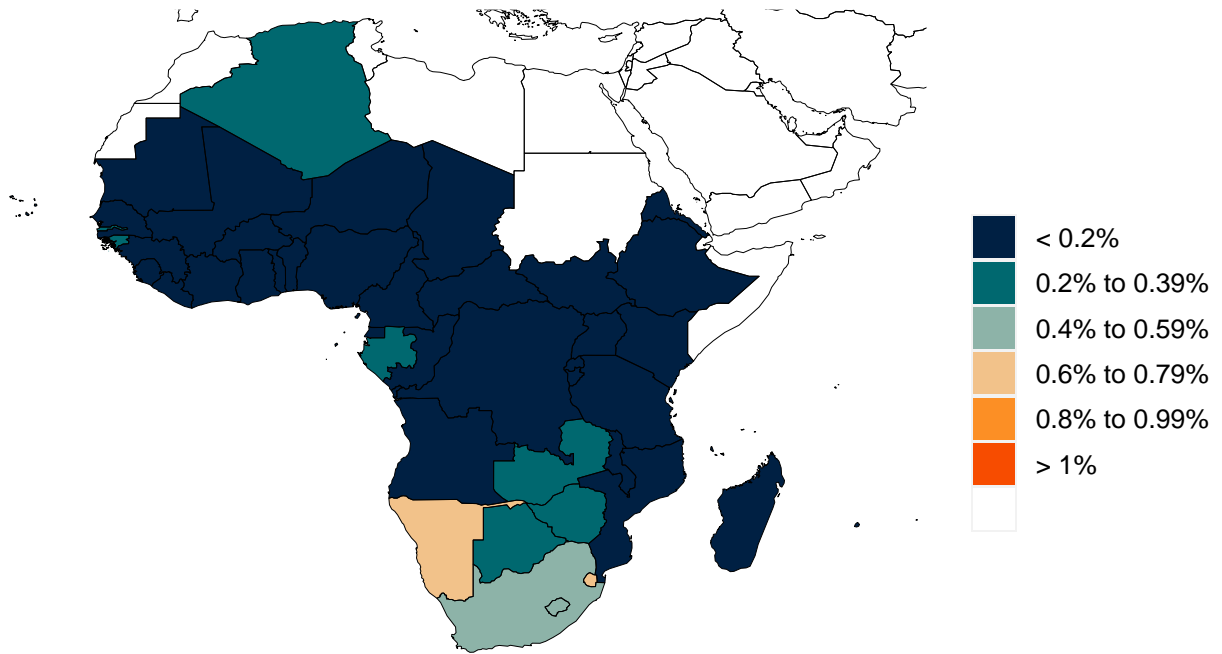 < 0.2%
0.2% to 0.39%
0.4% to 0.59%
0.6% to 0.79%
0.8% to 0.99%
> 1%